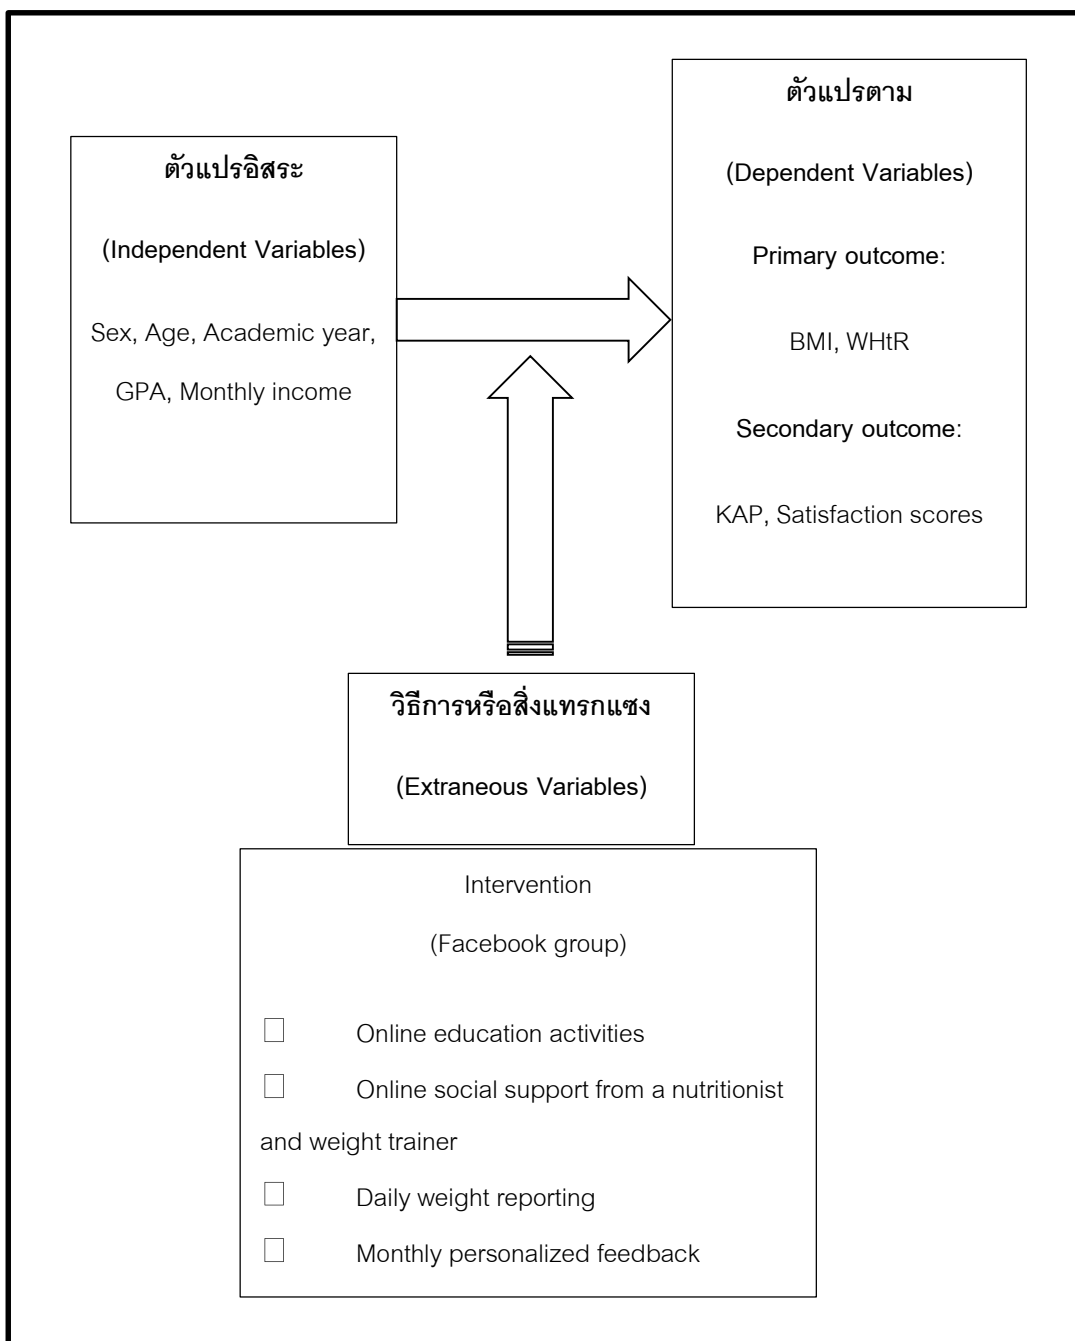 ตัวแปรอิสระ
(Independent Variables)
Sex, Age, Academic year,
GPA, Monthly income
ตัวแปรตาม
(Dependent Variables)
Primary outcome:
BMI, WHtR
Secondary outcome:
KAP, Satisfaction scores
วิธีการหรือสิ่งแทรกแซง
(Extraneous Variables)
Intervention
(Facebook group)
Online education activities
Online social support from a nutritionist
and weight trainer
Daily weight reporting
Monthly personalized feedback